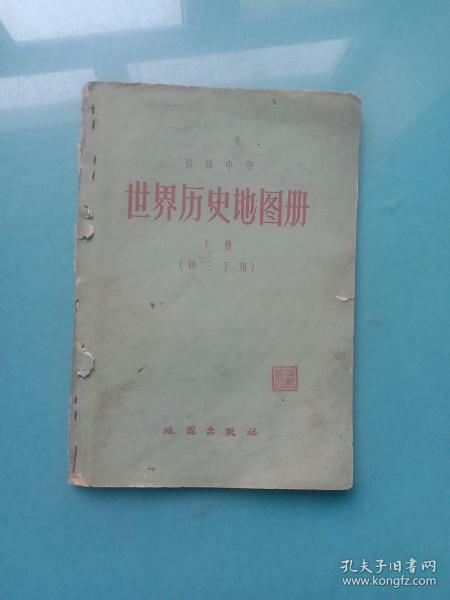 初级中学
世界历史地图册
下册
(初三下用)
地图出版社
孔夫子旧书网
www.kongfz.com